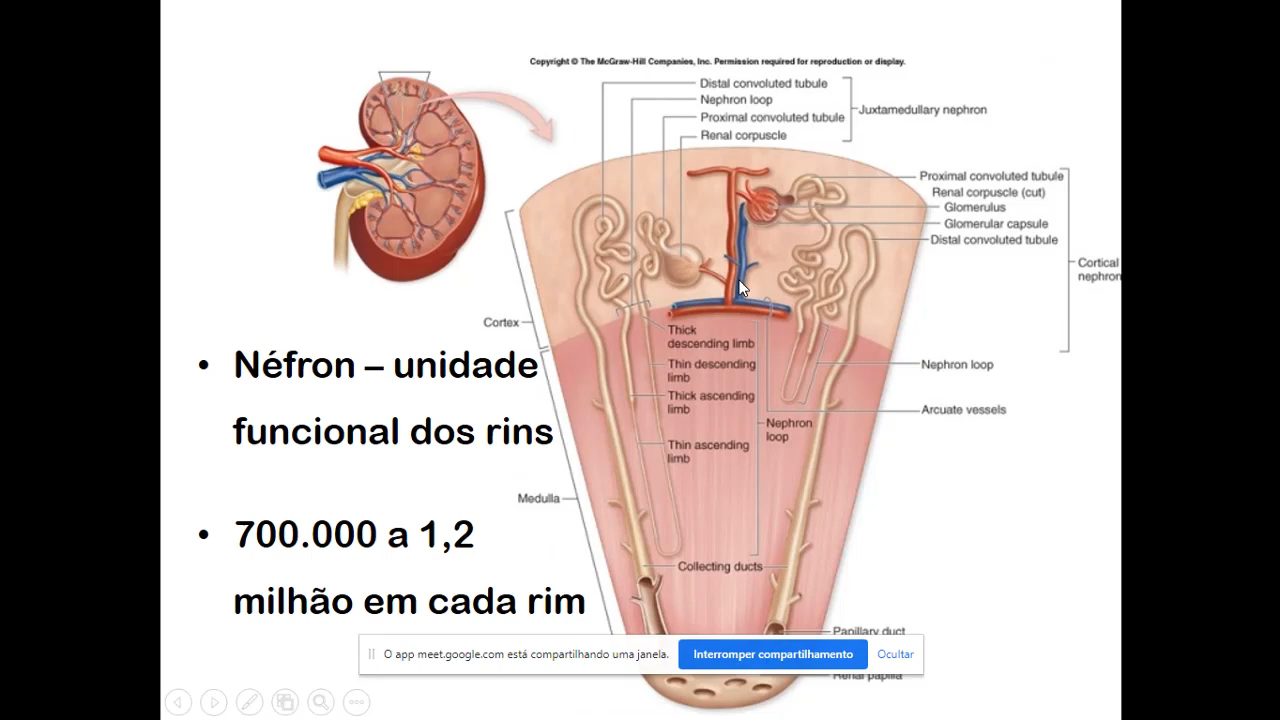 Copyright © The McGraw-Hill Companies, Inc. Permission required for reproduction or display.
Distal convoluted tubule
Nephron loop
Proximal convoluted tubule
Renal corpuscle
Juxtamedullary nephron
Proximal convoluted tubule
Renal corpuscle (cut)
Glomerulus
Glomerular capsule
Distal convoluted tubule
Cortical
nephron
Cortex
Thick
descending limb
Thin descending
limb
Thick ascending
limb
Thin ascending
limb
Nephron
loop
Nephron loop
Arcuate vessels
• Néfron – unidade
funcional dos rins
Medulla
• 700.000 a 1,2
milhão em cada rim
Collecting ducts
Papillary duct
O app meet.google.com está compartilhando uma janela.
Interromper compartilhamento
Ocultar
Renal papilla